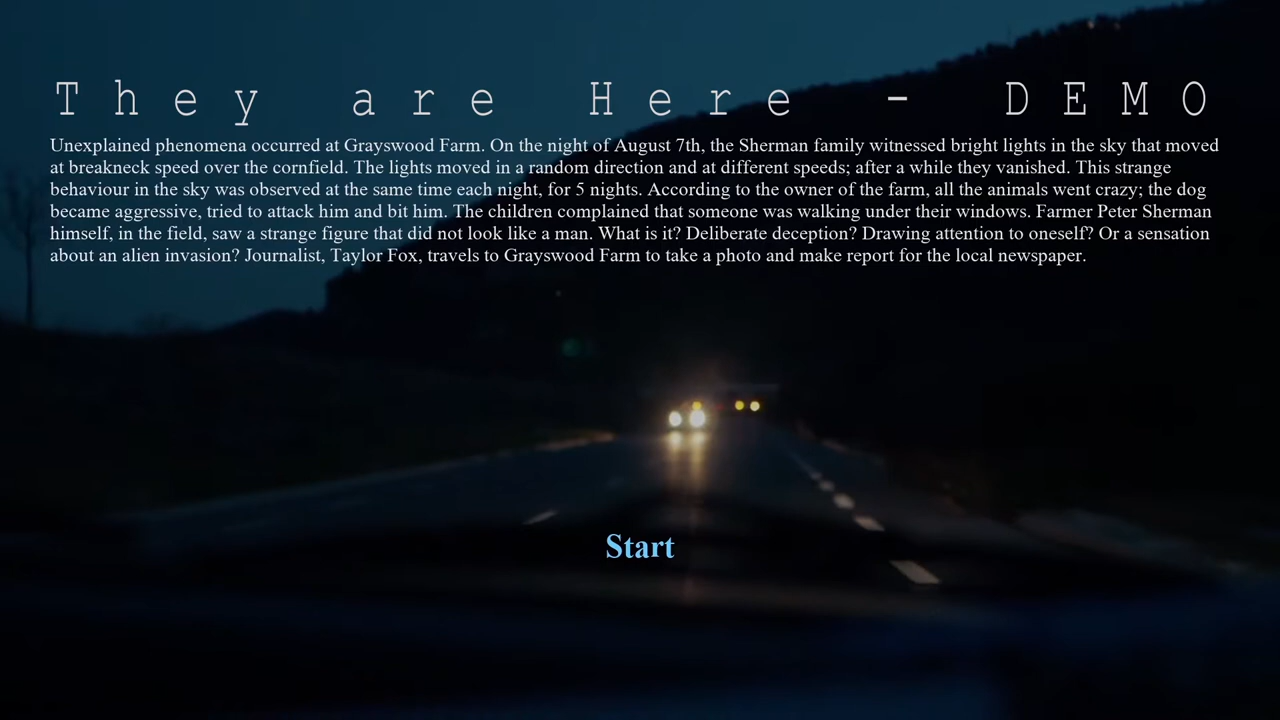 They are Here - DEMO
Unexplained phenomena occurred at Grayswood Farm. On the night of August 7th, the Sherman family witnessed bright lights in the sky that moved
at breakneck speed over the cornfield. The lights moved in a random direction and at different speeds; after a while they vanished. This strange
behaviour in the sky was observed at the same time each night, for 5 nights. According to the owner of the farm, all the animals went crazy; the dog
became aggressive, tried to attack him and bit him. The children complained that someone was walking under their windows. Farmer Peter Sherman
himself, in the field, saw a strange figure that did not look like a man. What is it? Deliberate deception? Drawing attention to oneself? Or a sensation
about an alien invasion? Journalist, Taylor Fox, travels to Grayswood Farm to take a photo and make report for the local newspaper.
Start